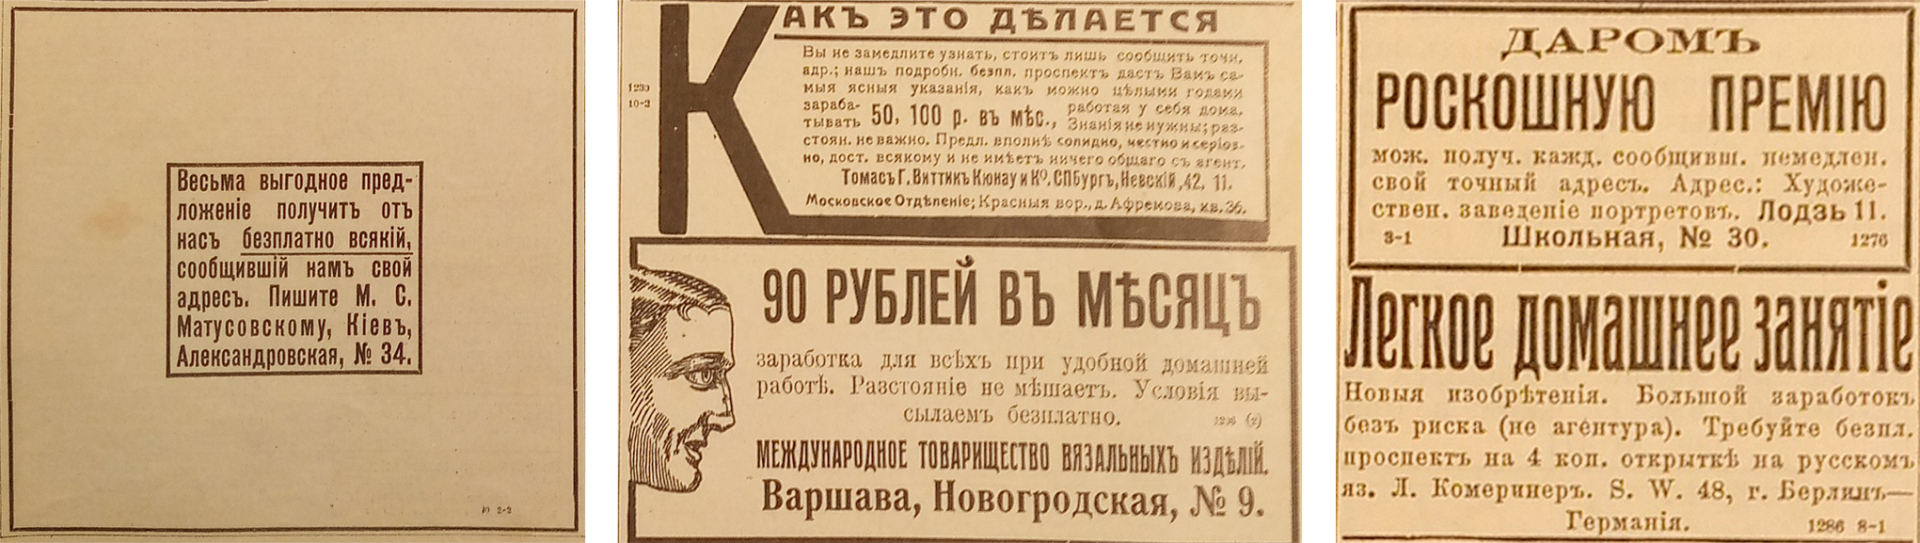 Весьма выгодное пред-
ложеніе получитъ отъ
насъ безплатно всякій,
сообщившій намъ свой
адресъ. Пишите М. С.
Матусовскому, Кіевъ,
Александровская, № 34.
2-2
КАКЪ ЭТО ДѢЛАЕТСЯ
Вы не замедлите узнать, стоитъ лишь сообщить точн.
адр.; нашъ подробн. безпл. проспектъ дастъ Вамъ са-
мыя ясныя указанія, какъ можно цѣлыми годами
зараба-тывать 50, 100 р. въ мѣс., работая у себя дома.
Знанія не нужны; раз-
стоян. не важно. Предл. вполнѣ солидно, честно и серіоз-
но, дост. всякому и не имѣетъ ничего общаго съ агент.
Томасъ Г. Виттикъ Кюнау и Ко. СПБургъ, Невскій, 42. 11.
Московское Отдѣленіе; Красныя вор., д. Афремова, кв. 36.
1239
10-3
90 РУБЛЕЙ ВЪ МѢСЯЦЪ
заработка для всѣхъ при удобной домашней
работѣ. Разстояніе не мѣшаетъ. Условія вы-
сылаемъ безплатно.
(2)
МЕЖДУНАРОДНОЕ ТОВАРИЩЕСТВО ВЯЗАЛЬНЫХЪ ИЗДѢЛІЙ.
Варшава, Новогродская, № 9.
ДАРОМЪ
РОСКОШНУЮ ПРЕМІЮ
мож. получ. кажд. сообщивш. немедлен.
свой точный адресъ. Адрес.: Художе-
ствен. заведеніе портретовъ. Лодзь 11.
3-1 Школьная, № 30. 1276
Легкое домашнее занятіе
Новыя изобрѣтенія. Большой заработокъ
безъ риска (не агентура). Требуйте безпл.
проспектъ на 4 коп. открыткѣ на русскомъ
яз. Л. Комеринеръ. S. W. 48, г. Берлинъ—
Германія. 1286 8-1